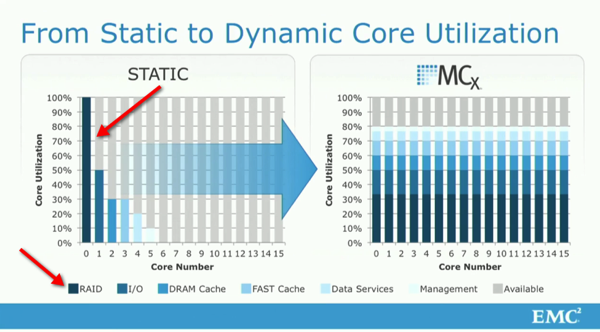 From Static to Dynamic Core Utilization
STATIC
100%
90%
80%
70%
60%
50%
40%
30%
20%
10%
0%
Core Utilization
0 1 2 3 4 5 6 7 8 9 10 11 12 13 14 15
Core Number
MCx
100%
90%
80%
70%
60%
50%
40%
30%
20%
10%
0%
Core Utilization
0 1 2 3 4 5 6 7 8 9 10 11 12 13 14 15
Core Number
RAID I/O DRAM Cache FAST Cache Data Services Management Available
EMC²